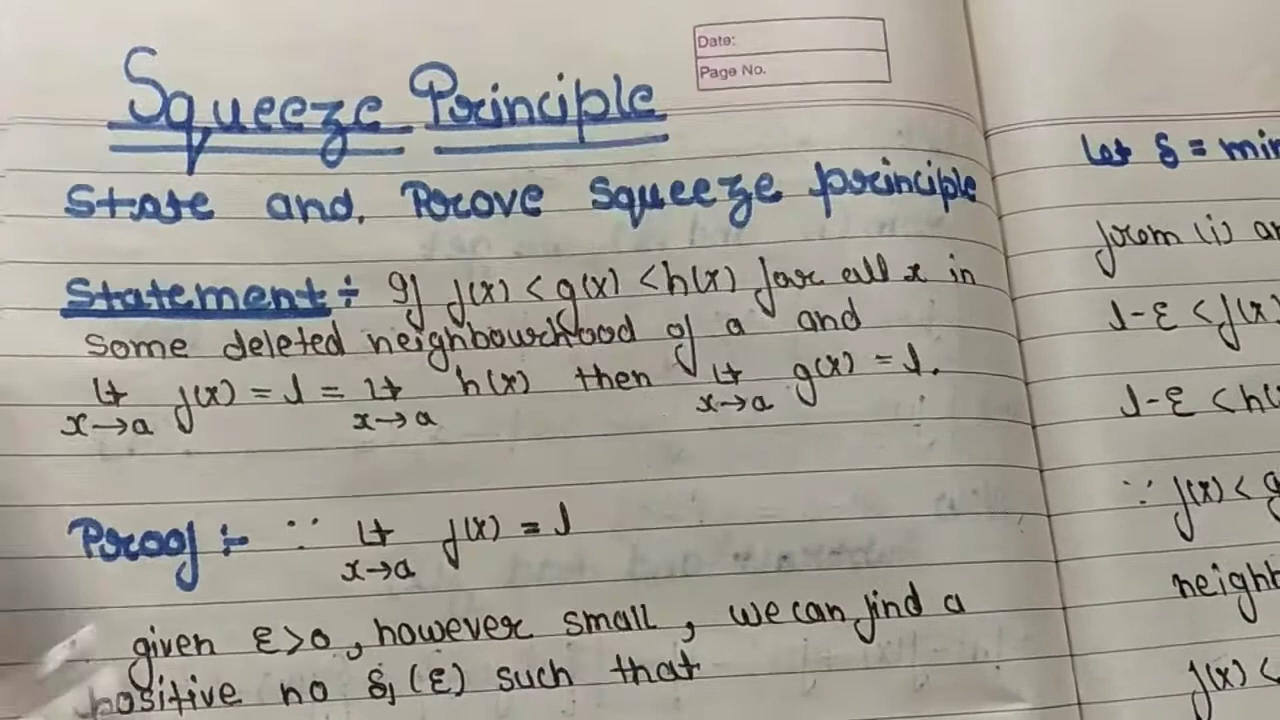 Date:
Page No.
Squeeze Principle
State and. Prove squeeze principle
Statement ÷ If f(x) < g(x) < h(x) for all x in
some deleted neighbourhood of a and
Lt f(x) = l = Lt h(x) then Lt g(x) = l.
x→a x→a x→a
Proof :- ∵ Lt f(x) = l
x→a
given ε>0, however small, we can find a
positive no δ₁(ε) such that
Let δ = min
from (i) an
l-ε < f(x)
l-ε < h(x
∵ f(x) < g
neighb
f(x) <